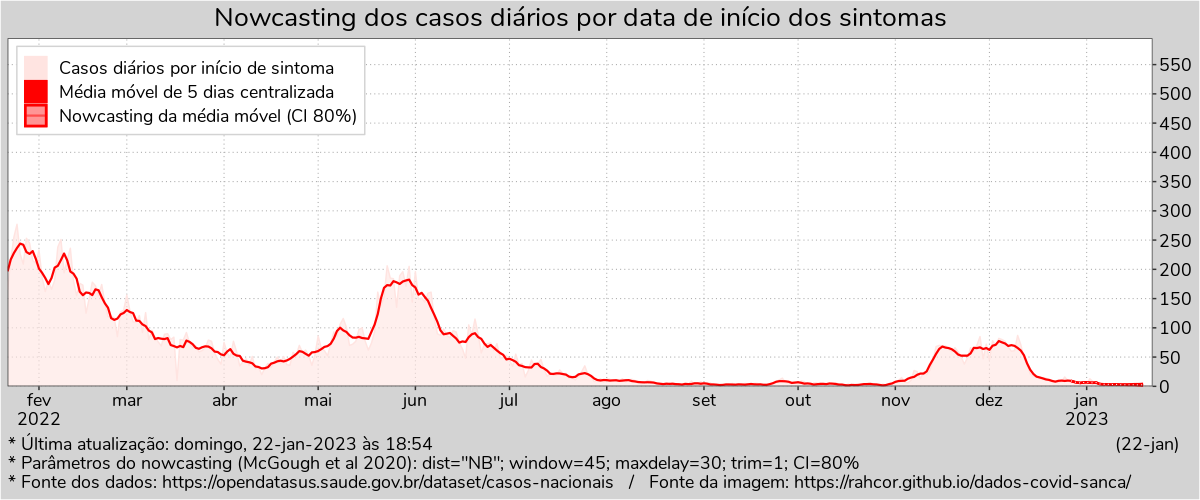 Nowcasting dos casos diários por data de início dos sintomas
Casos diários por início de sintoma
Média móvel de 5 dias centralizada
Nowcasting da média móvel (CI 80%)
550
500
450
400
350
300
250
200
150
100
50
0
fev mar abr mai jun jul ago set out nov dez jan
2022 2023
* Última atualização: domingo, 22-jan-2023 às 18:54 (22-jan)
* Parâmetros do nowcasting (McGough et al 2020): dist="NB"; window=45; maxdelay=30; trim=1; CI=80%
* Fonte dos dados: https://opendatasus.saude.gov.br/dataset/casos-nacionais / Fonte da imagem: https://rahcor.github.io/dados-covid-sanca/